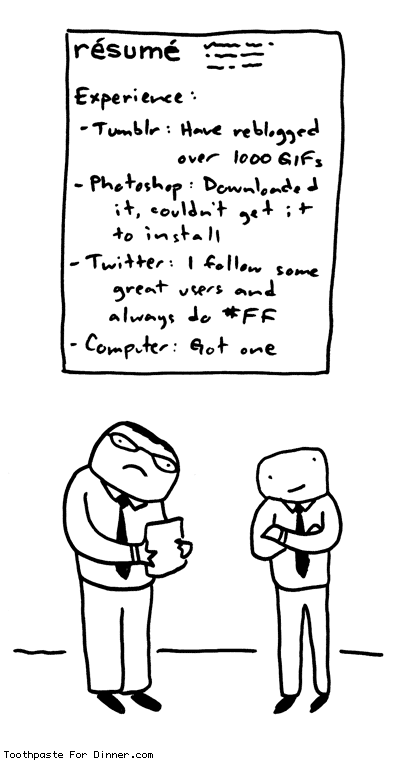 résumé
Experience:
- Tumblr: Have reblogged
over 1000 GIFs
- Photoshop: Downloaded
it, couldn't get it
to install
- Twitter: I follow some
great users and
always do #FF
- Computer: Got one
Toothpaste For Dinner.com